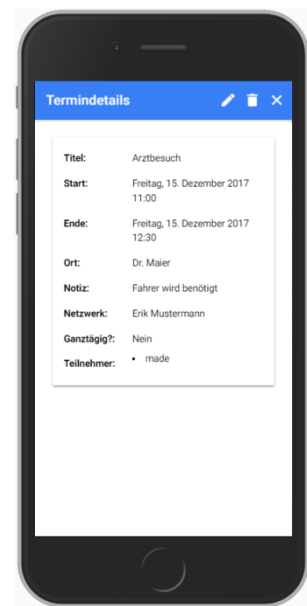 Termindetails
Titel: Arztbesuch
Start: Freitag, 15. Dezember 2017
11:00
Ende: Freitag, 15. Dezember 2017
12:30
Ort: Dr. Maier
Notiz: Fahrer wird benötigt
Netzwerk: Erik Mustermann
Ganztägig?: Nein
Teilnehmer: • made